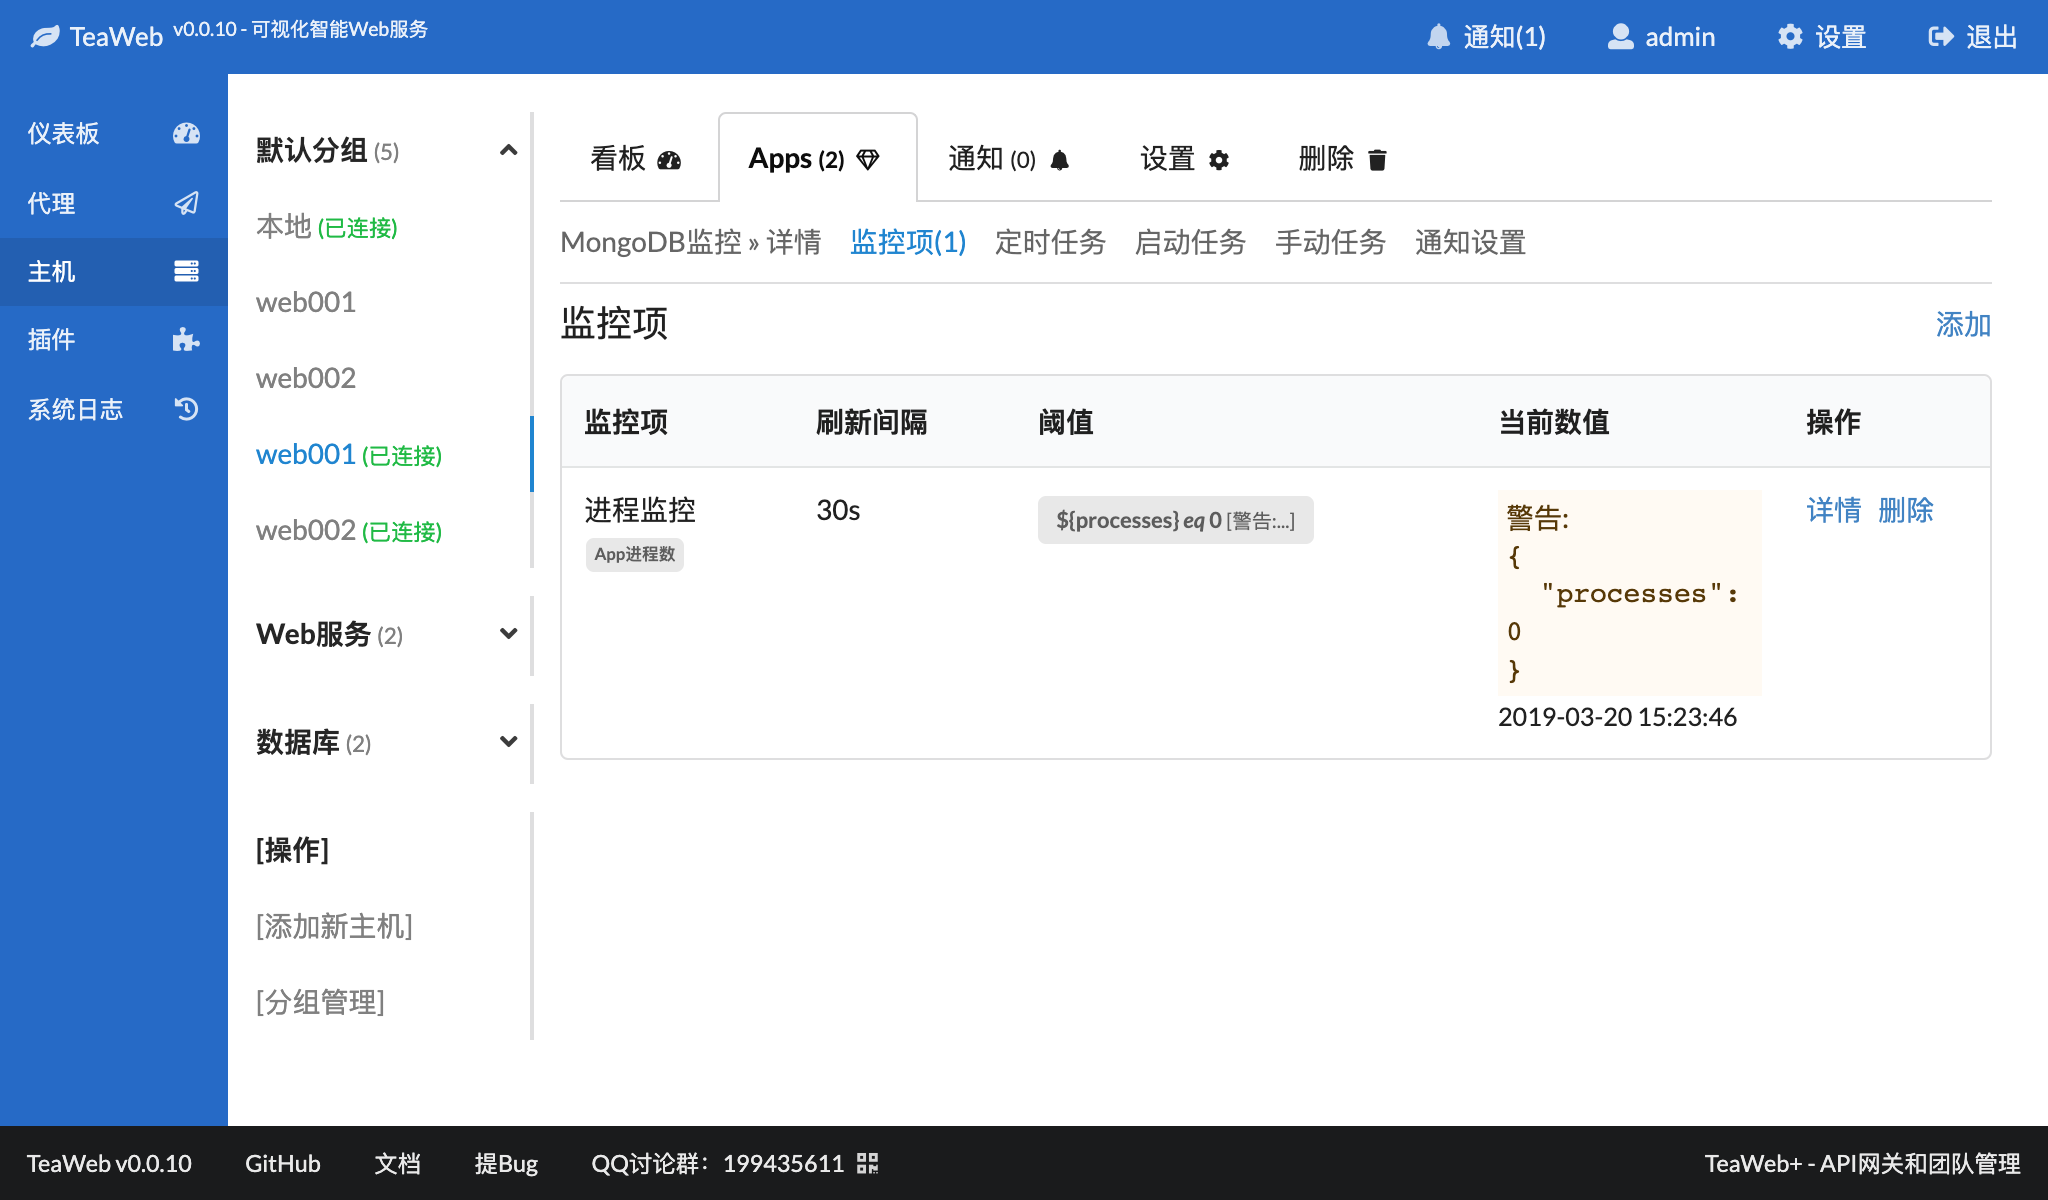 TeaWeb v0.0.10 - 可视化智能Web服务
通知(1)
admin
设置
退出
仪表板
代理
主机
插件
系统日志
默认分组 (5)
本地 (已连接)
web001
web002
web001 (已连接)
web002 (已连接)
Web服务 (2)
数据库 (2)
[操作]
[添加新主机]
[分组管理]
看板
Apps (2)
通知 (0)
设置
删除
MongoDB监控 » 详情 监控项(1) 定时任务 启动任务 手动任务 通知设置
监控项
添加
监控项 刷新间隔 阈值 当前数值 操作
进程监控
App进程数
30s
${processes} eq 0 [警告:...]
警告:
{
"processes":
0
}
2019-03-20 15:23:46
详情 删除
TeaWeb v0.0.10 GitHub 文档 提Bug QQ讨论群：199435611
TeaWeb+ - API网关和团队管理